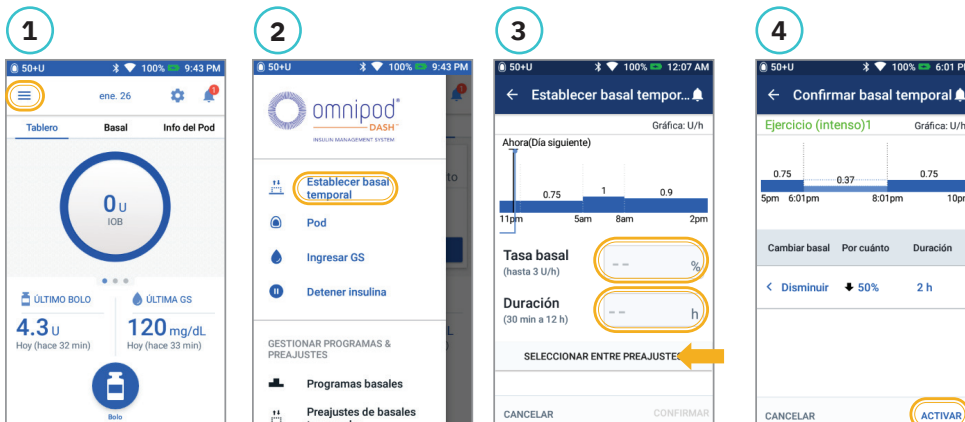 1
50+U 100% 9:43 PM
ene. 26
Tablero Basal Info del Pod
0 U
IOB
ÚLTIMO BOLO ÚLTIMA GS
4.3 U 120 mg/dL
Hoy (hace 32 min) Hoy (hace 33 min)
Bolo
2
50+U 100% 9:43 PM
omnipod®
DASH™
INSULIN MANAGEMENT SYSTEM
Establecer basal
temporal
Pod
Ingresar GS
Detener insulina
GESTIONAR PROGRAMAS &
PREAJUSTES
Programas basales
Preajustes de basales
3
50+U 100% 12:07 AM
Establecer basal tempor...
Gráfica: U/h
Ahora(Día siguiente)
0.75 1 0.9
11pm 5am 8am 2pm
Tasa basal
(hasta 3 U/h)
-- %
Duración
(30 min a 12 h)
-- h
SELECCIONAR ENTRE PREAJUSTES
CANCELAR CONFIRMAR
4
50+U 100% 6:01 PM
Confirmar basal temporal
Ejercicio (intenso)1 Gráfica: U/h
0.75 0.37 0.75
5pm 6:01pm 8:01pm 10pm
Cambiar basal Por cuánto Duración
Disminuir 50% 2 h
CANCELAR ACTIVAR